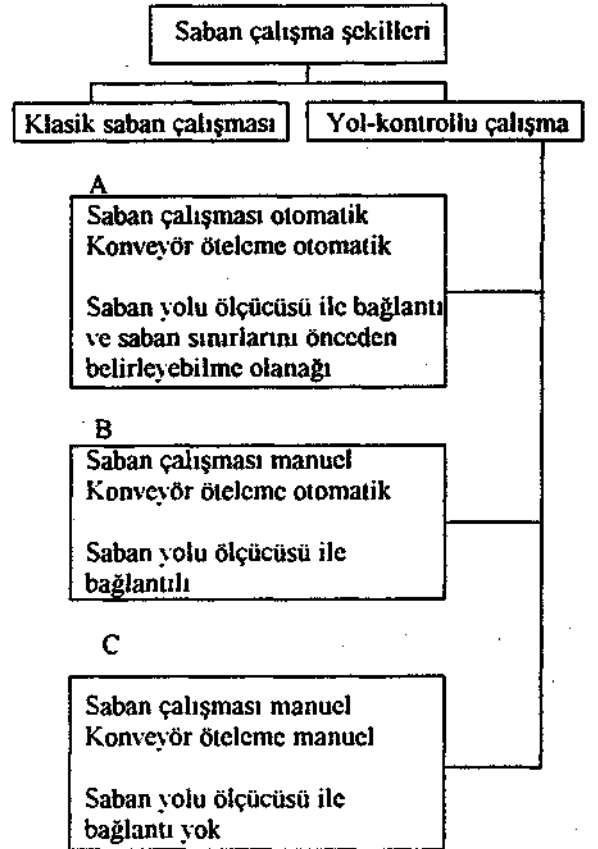 Saban çalışma şekilleri
Klasik saban çalışması
Yol-kontrollu çalışma
A
Saban çalışması otomatik
Konveyör öteleme otomatik
Saban yolu ölçücüsü ile bağlantı
ve saban sınırlarını önceden
belirleyebilme olanağı
B
Saban çalışması manuel
Konveyör öteleme otomatik
Saban yolu ölçücüsü ile
bağlantılı
C
Saban çalışması manuel
Konveyör öteleme manuel
Saban yolu ölçücüsü ile
bağlantı yok